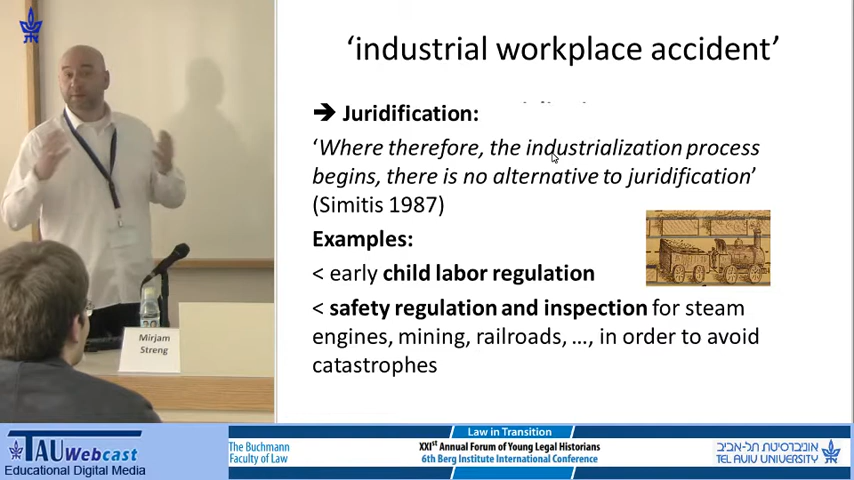 'industrial workplace accident'
➔ Juridification:
'Where therefore, the industrialization process
begins, there is no alternative to juridification'
(Simitis 1987)
Examples:
< early child labor regulation
< safety regulation and inspection for steam
engines, mining, railroads, ..., in order to avoid
catastrophes
Mirjam
Streng
TAU Webcast
Educational Digital Media
The Buchmann
Faculty of Law
Law in Transition
XXIst Annual Forum of Young Legal Historians
6th Berg Institute International Conference
אוניברסיטת תל-אביב
TEL AVIV UNIVERSITY